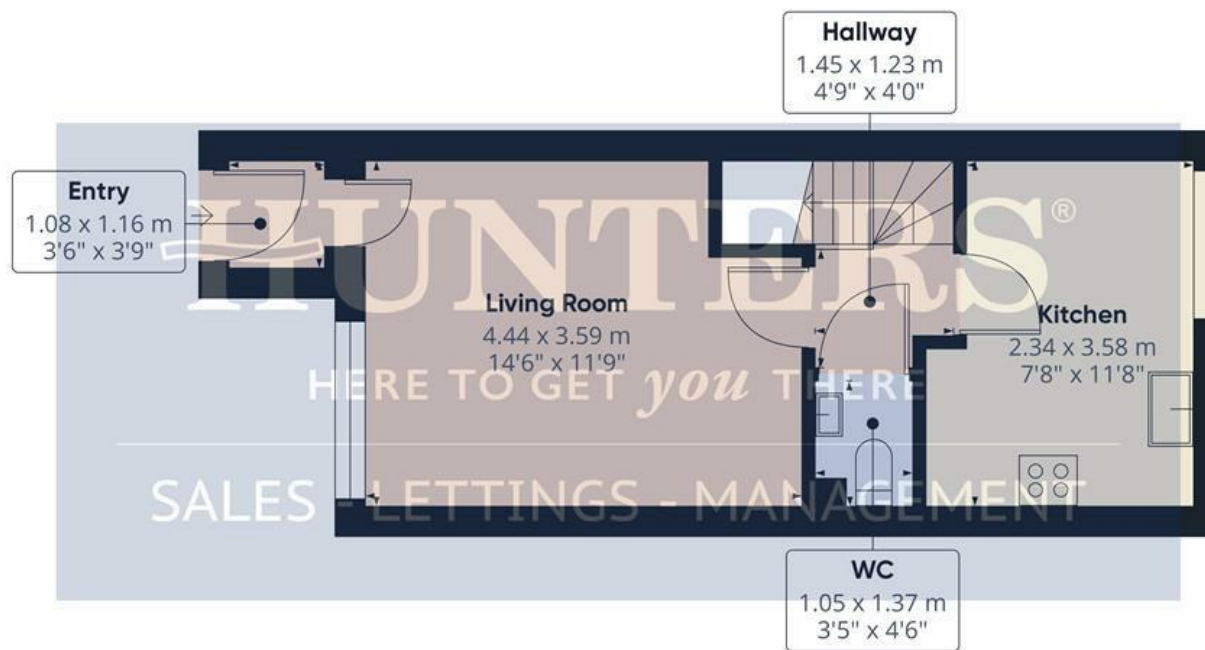 Hallway
1.45 x 1.23 m
4'9" x 4'0"
Entry
1.08 x 1.16 m
3'6" x 3'9"
HUNTERS®
Living Room
4.44 x 3.59 m
14'6" x 11'9"
Kitchen
2.34 x 3.58 m
7'8" x 11'8"
HERE TO GET you THERE
SALES - LETTINGS - MANAGEMENT
WC
1.05 x 1.37 m
3'5" x 4'6"